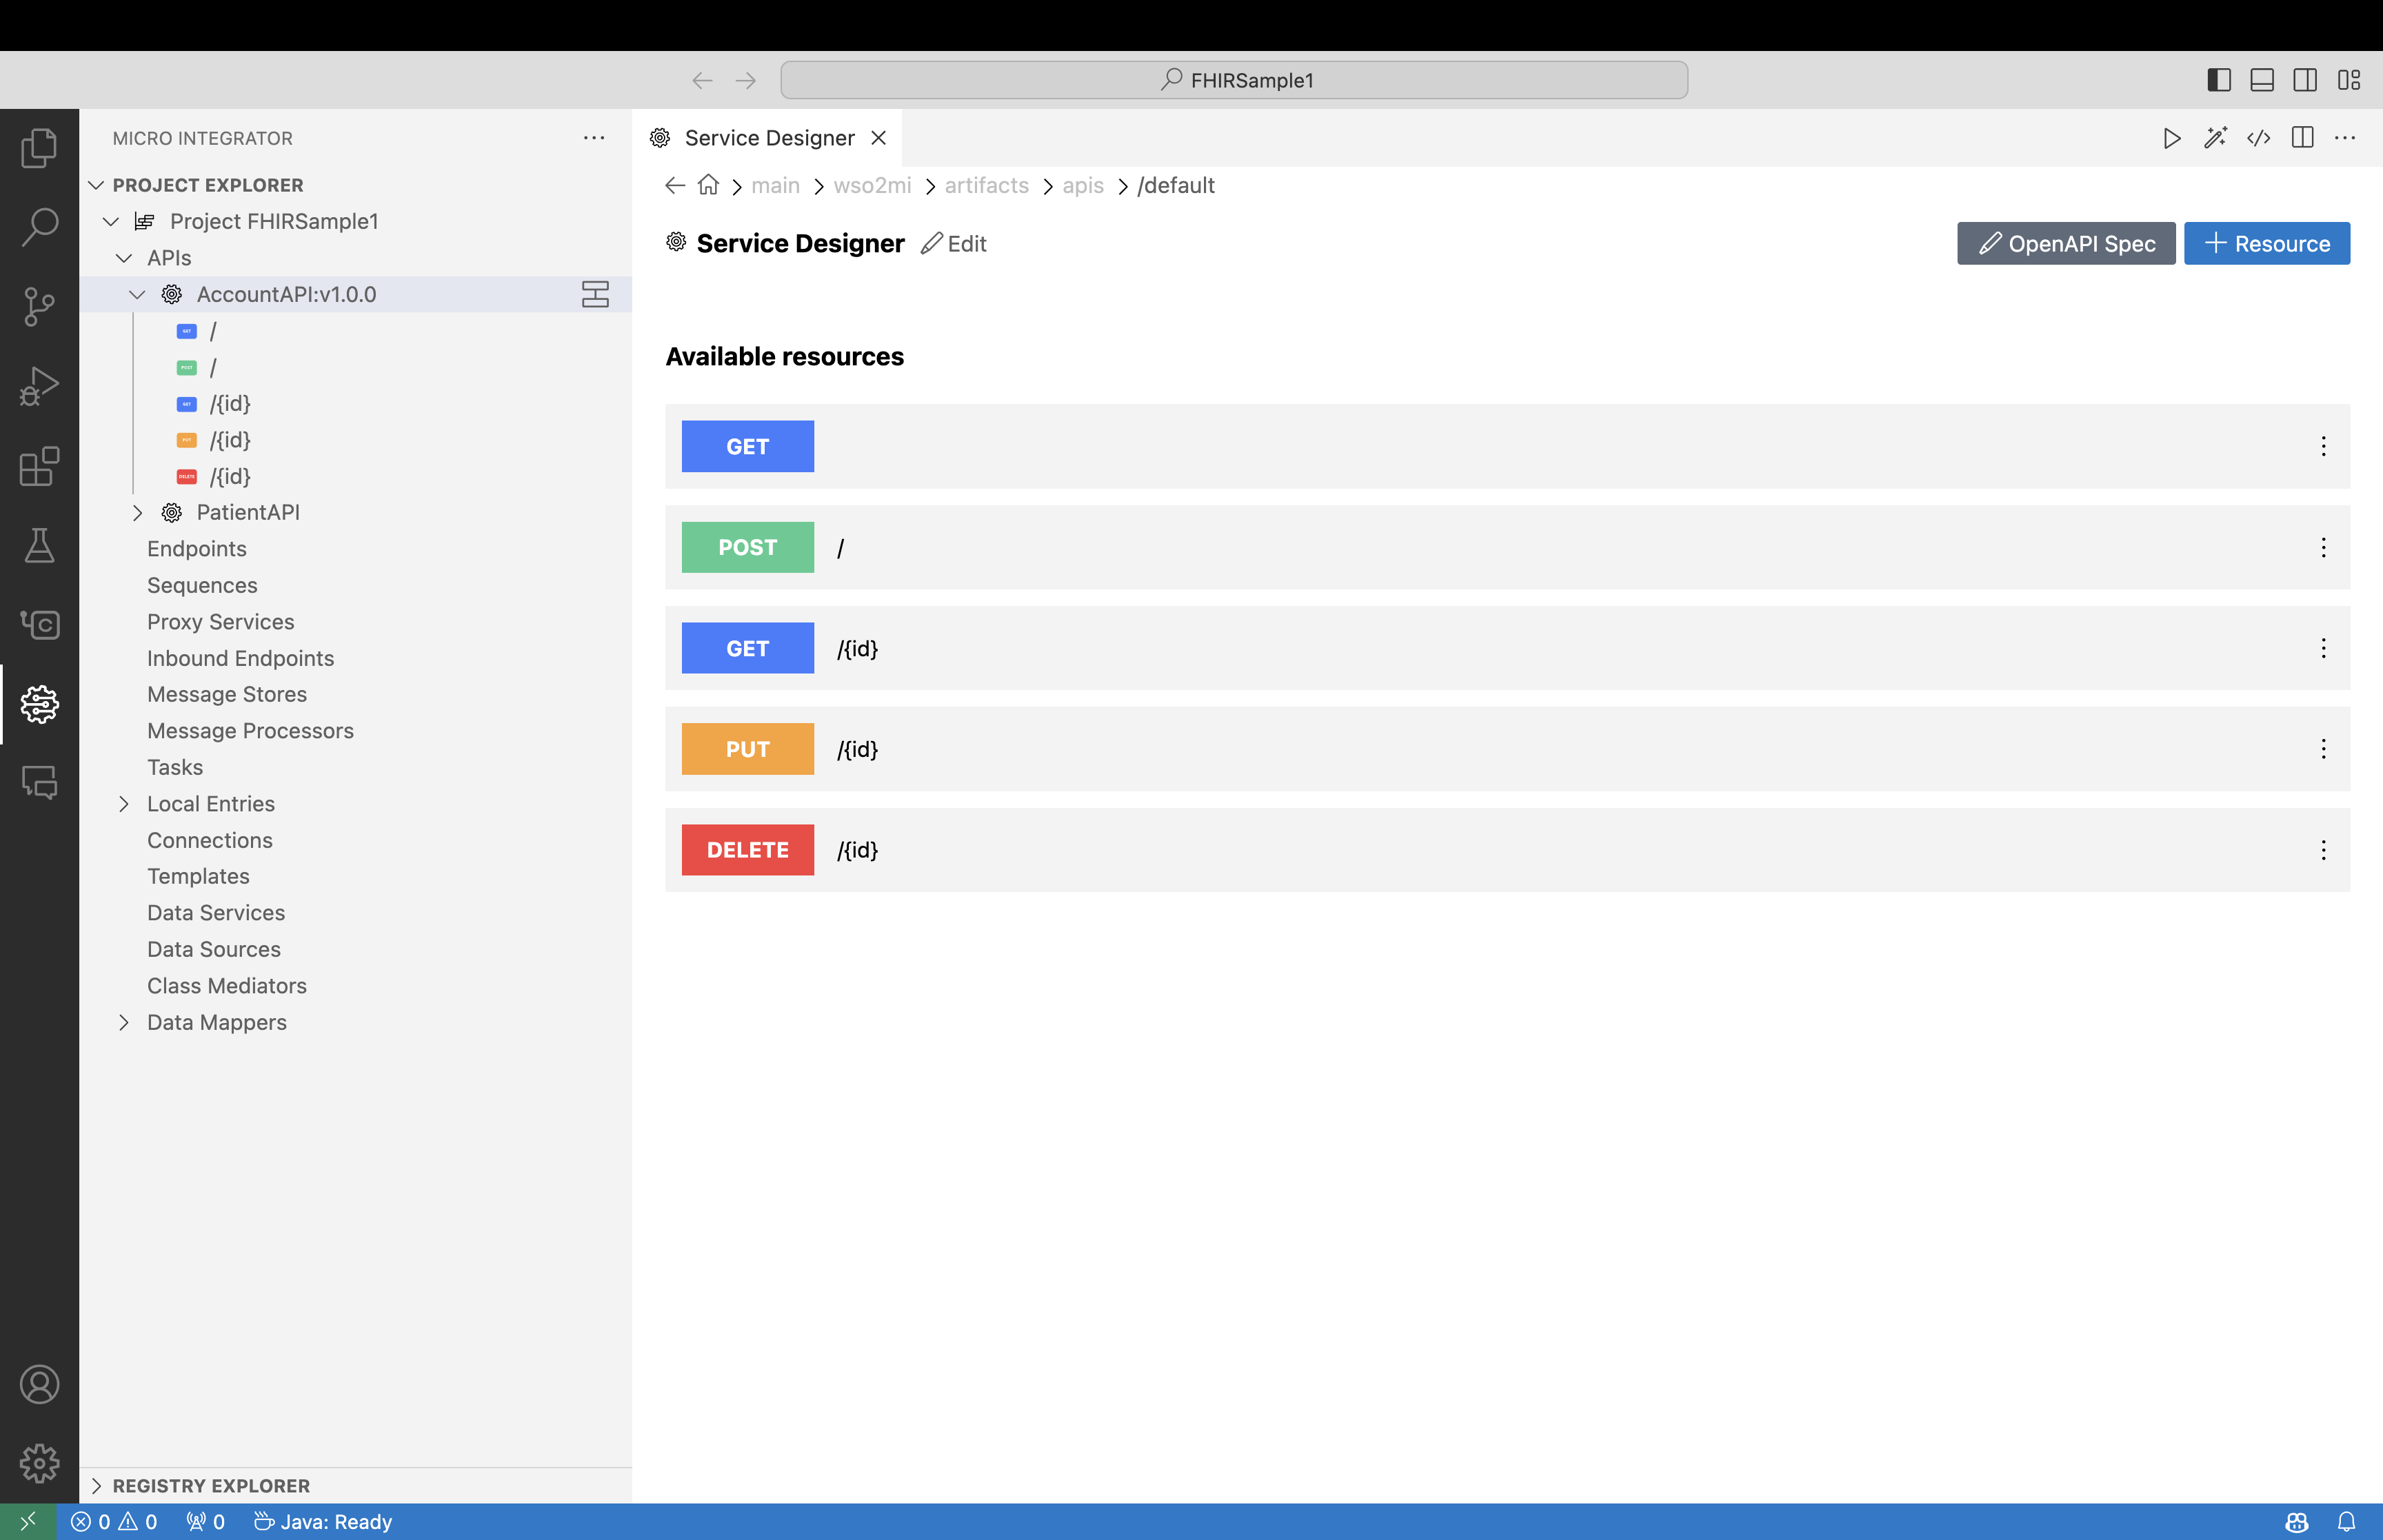 FHIRSample1
MICRO INTEGRATOR
PROJECT EXPLORER
Project FHIRSample1
APIs
AccountAPI:v1.0.0
GET /
POST /
GET /{id}
PUT /{id}
DELETE /{id}
PatientAPI
Endpoints
Sequences
Proxy Services
Inbound Endpoints
Message Stores
Message Processors
Tasks
Local Entries
Connections
Templates
Data Services
Data Sources
Class Mediators
Data Mappers
REGISTRY EXPLORER
Service Designer
main wso2mi artifacts apis /default
Service Designer Edit
OpenAPI Spec
Resource
Available resources
GET
POST /
GET /{id}
PUT /{id}
DELETE /{id}
0 0 0 Java: Ready